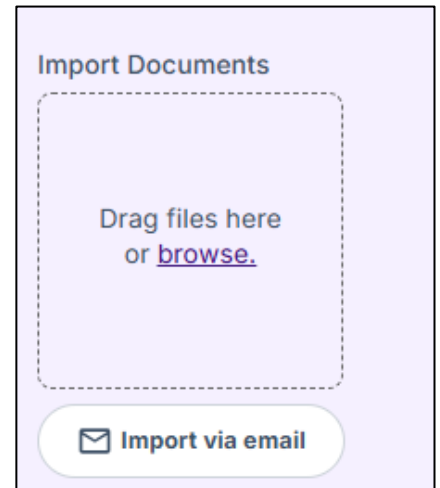 Import Documents
Drag files here
or browse.
Import via email